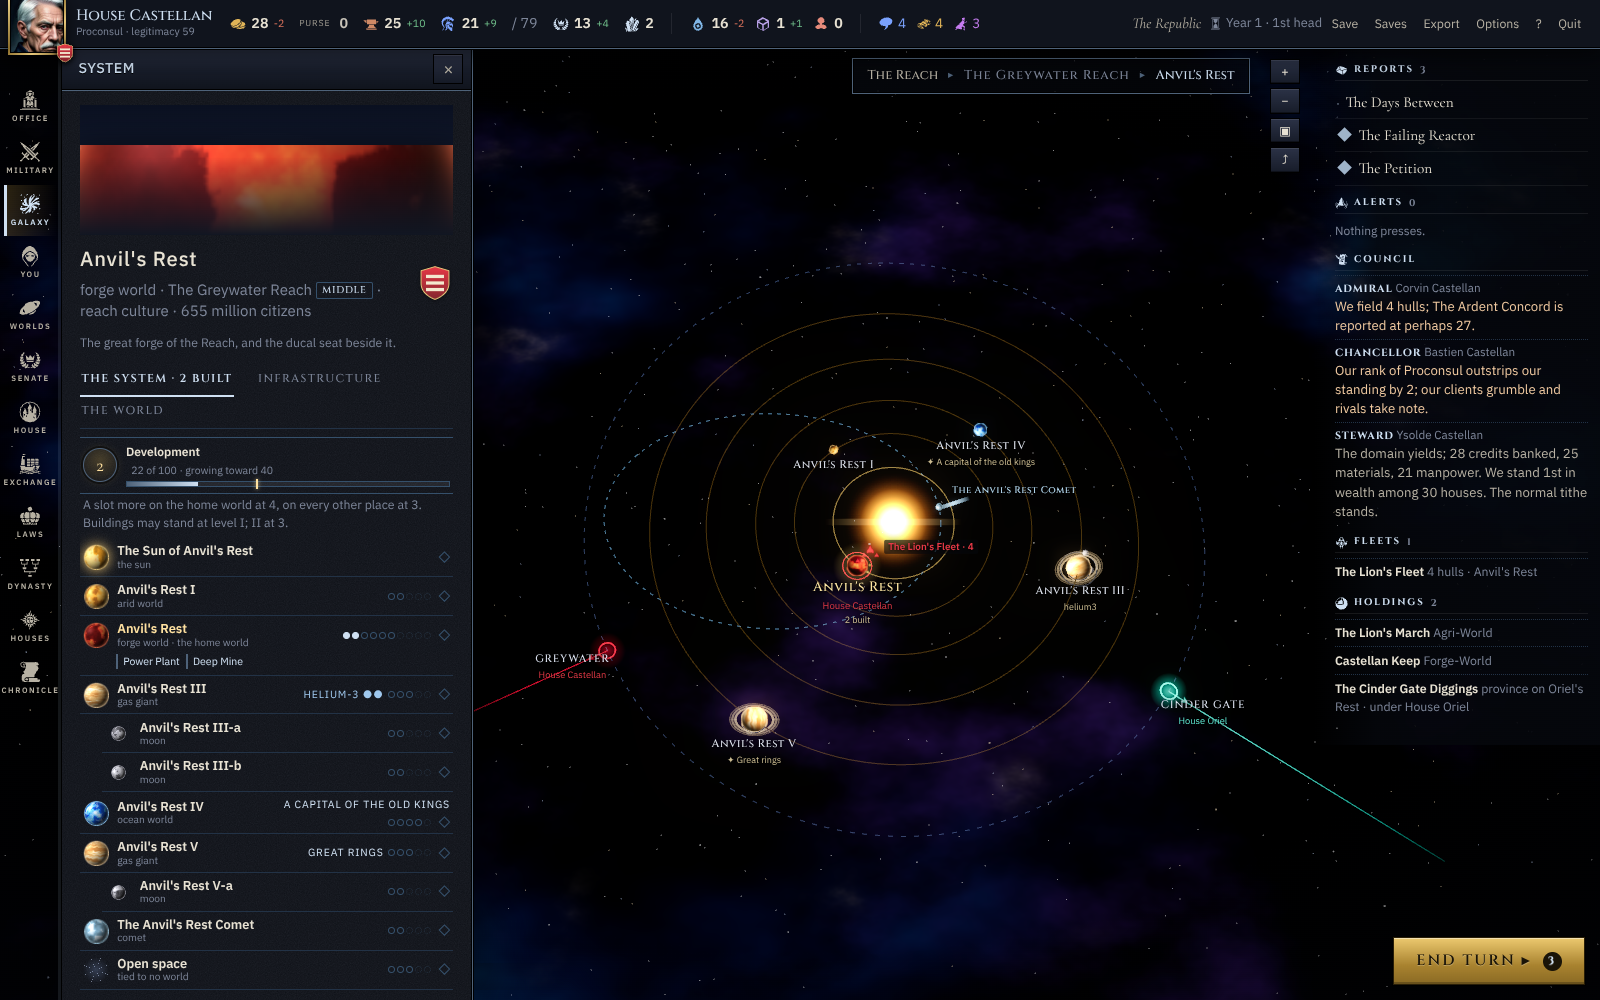 HOUSE CASTELLAN
Proconsul · legitimacy 59
28 -2
PURSE 0
25 +10
21 +9 / 79
13 +4
2
16 -2
1 +1
0
4
4
3
The Republic
Year 1 · 1st head
Save
Saves
Export
Options
?
Quit
OFFICE
MILITARY
GALAXY
YOU
WORLDS
SENATE
HOUSE
EXCHANGE
LAWS
DYNASTY
HOUSES
CHRONICLE
SYSTEM
×
Anvil's Rest
forge world · The Greywater Reach MIDDLE ·
reach culture · 655 million citizens
The great forge of the Reach, and the ducal seat beside it.
THE SYSTEM · 2 BUILT
INFRASTRUCTURE
THE WORLD
2
Development
22 of 100 · growing toward 40
A slot more on the home world at 4, on every other place at 3.
Buildings may stand at level I; II at 3.
The Sun of Anvil's Rest
the sun
Anvil's Rest I
arid world
Anvil's Rest
forge world · the home world
Power Plant
Deep Mine
Anvil's Rest III
gas giant
HELIUM-3
Anvil's Rest III-a
moon
Anvil's Rest III-b
moon
Anvil's Rest IV
ocean world
A CAPITAL OF THE OLD KINGS
Anvil's Rest V
gas giant
GREAT RINGS
Anvil's Rest V-a
moon
The Anvil's Rest Comet
comet
Open space
tied to no world
THE REACH ▸ THE GREYWATER REACH ▸ ANVIL'S REST
+
−
ANVIL'S REST I
ANVIL'S REST IV
✦ A capital of the old kings
THE ANVIL'S REST COMET
The Lion's Fleet · 4
ANVIL'S REST
House Castellan
2 built
ANVIL'S REST III
helium3
GREYWATER
House Castellan
ANVIL'S REST V
✦ Great rings
CINDER GATE
House Oriel
REPORTS 3
· The Days Between
The Failing Reactor
The Petition
ALERTS 0
Nothing presses.
COUNCIL
ADMIRAL Corvin Castellan
We field 4 hulls; The Ardent Concord is
reported at perhaps 27.
CHANCELLOR Bastien Castellan
Our rank of Proconsul outstrips our
standing by 2; our clients grumble and
rivals take note.
STEWARD Ysolde Castellan
The domain yields; 28 credits banked, 25
materials, 21 manpower. We stand 1st in
wealth among 30 houses. The normal tithe
stands.
FLEETS 1
The Lion's Fleet 4 hulls · Anvil's Rest
HOLDINGS 2
The Lion's March Agri-World
Castellan Keep Forge-World
The Cinder Gate Diggings province on Oriel's
Rest · under House Oriel
END TURN ▸ 3